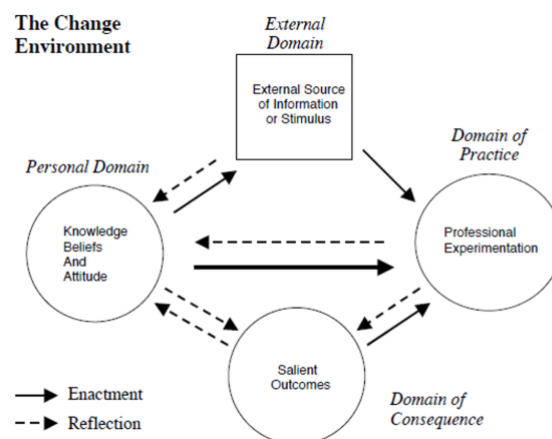 The Change
Environment
External
Domain
External Source
of Information
or Stimulus
Domain of
Practice
Personal Domain
Knowledge
Beliefs
And
Attitude
Professional
Experimentation
Salient
Outcomes
Enactment
Reflection
Domain of
Consequence